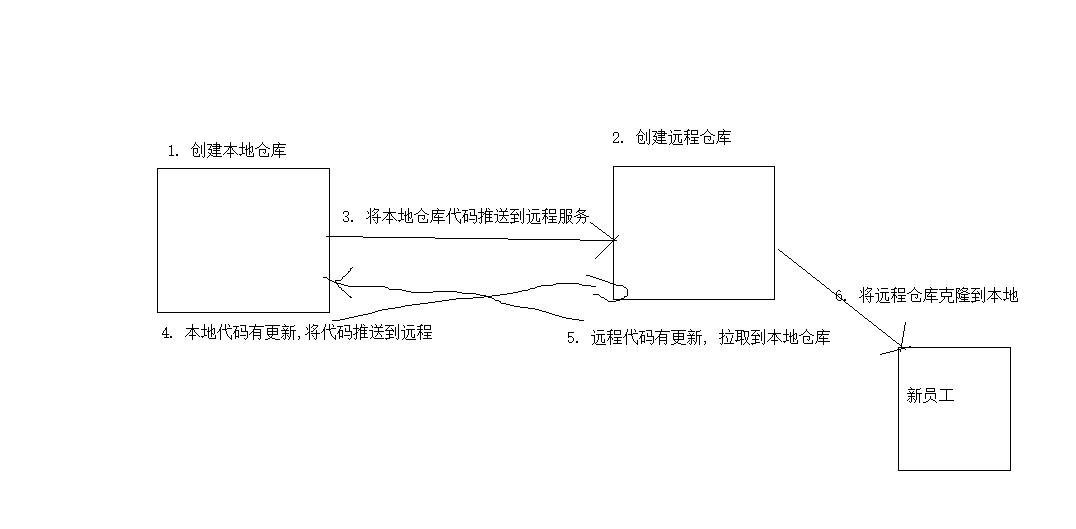 1. 创建本地仓库
2. 创建远程仓库
3. 将本地仓库代码推送到远程服务
4. 本地代码有更新,将代码推送到远程
5. 远程代码有更新, 拉取到本地仓库
6. 将远程仓库克隆到本地
新员工